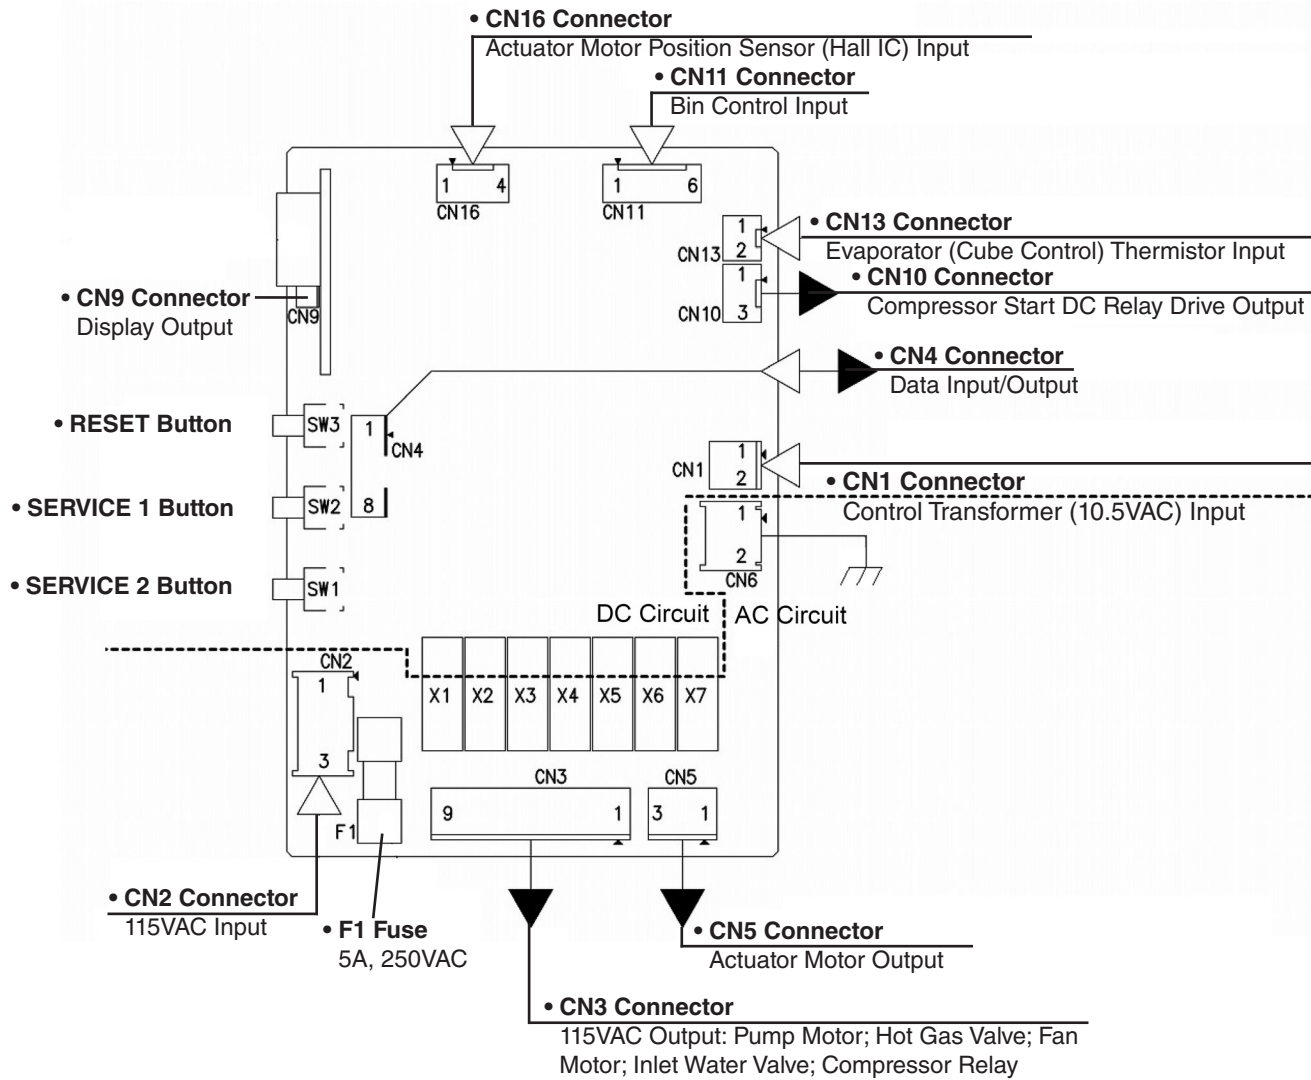 • CN16 Connector
Actuator Motor Position Sensor (Hall IC) Input
• CN11 Connector
Bin Control Input
1 4
CN16
1 6
CN11
• CN13 Connector
Evaporator (Cube Control) Thermistor Input
1
2
CN13
• CN10 Connector
Compressor Start DC Relay Drive Output
1
3
CN10
• CN9 Connector
Display Output
CN9
• CN4 Connector
Data Input/Output
• RESET Button
SW3
1
CN4
8
• SERVICE 1 Button
SW2
1
2
CN1
• CN1 Connector
Control Transformer (10.5VAC) Input
1
2
CN6
• SERVICE 2 Button
SW1
DC Circuit
AC Circuit
CN2
1
3
X1 X2 X3 X4 X5 X6 X7
F1
CN3
9 1
CN5
3 1
• CN2 Connector
115VAC Input
• F1 Fuse
5A, 250VAC
• CN5 Connector
Actuator Motor Output
• CN3 Connector
115VAC Output: Pump Motor; Hot Gas Valve; Fan
Motor; Inlet Water Valve; Compressor Relay